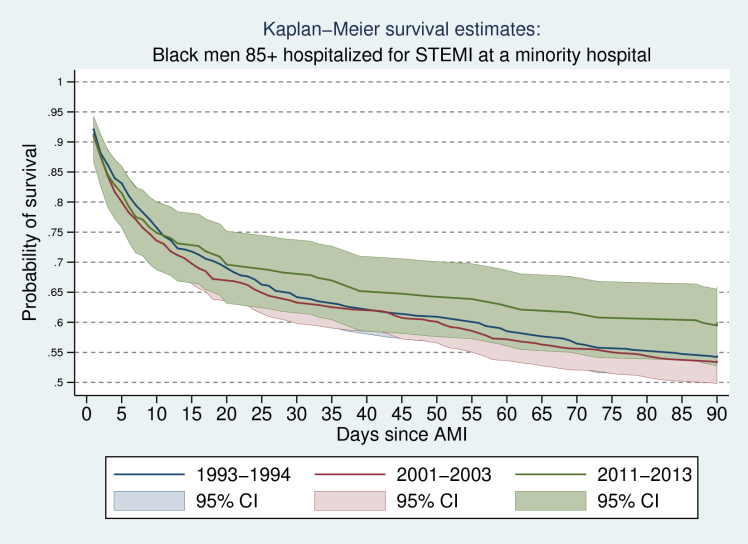 Kaplan−Meier survival estimates:
Black men 85+ hospitalized for STEMI at a minority hospital
Probability of survival
1
.95
.9
.85
.8
.75
.7
.65
.6
.55
.5
0 5 10 15 20 25 30 35 40 45 50 55 60 65 70 75 80 85 90
Days since AMI
1993−1994 2001−2003 2011−2013
95% CI 95% CI 95% CI